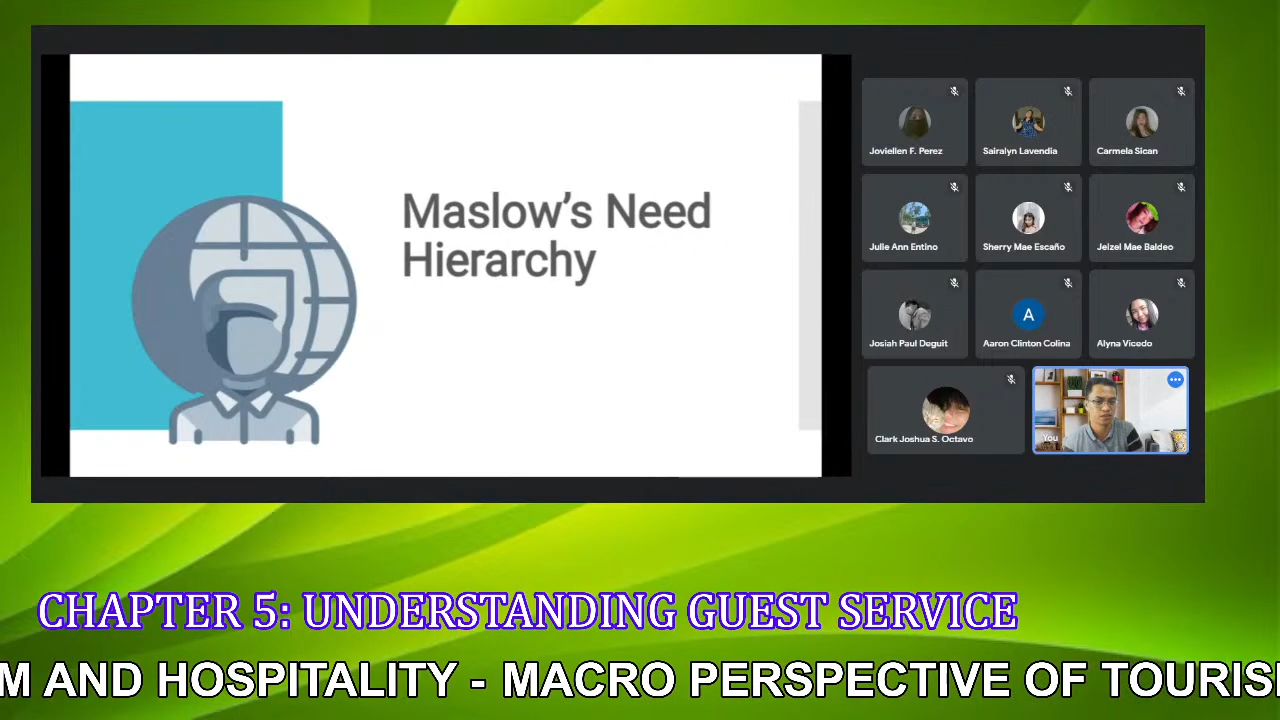 Maslow's Need
Hierarchy
Joviellen F. Perez
Sairalyn Lavendia
Carmela Sican
Julie Ann Entino
Sherry Mae Escaño
Jelzel Mae Baldeo
Josiah Paul Deguit
A
Aaron Clinton Colina
Alyna Vicedo
Clark Joshua S. Octavo
You
CHAPTER 5: UNDERSTANDING GUEST SERVICE
M AND HOSPITALITY - MACRO PERSPECTIVE OF TOURIS